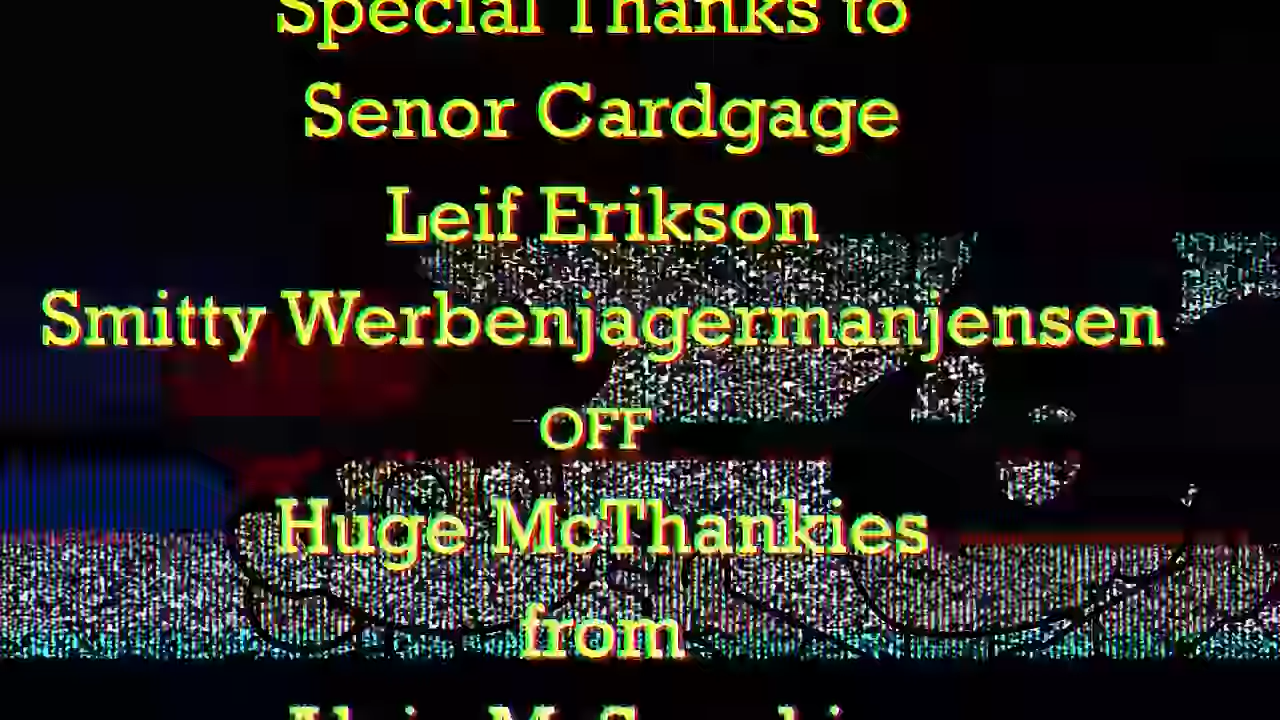 Special Thanks to
Senor Cardgage
Leif Erikson
Smitty Werbenjagermanjensen
OFF
Huge McThankies
from